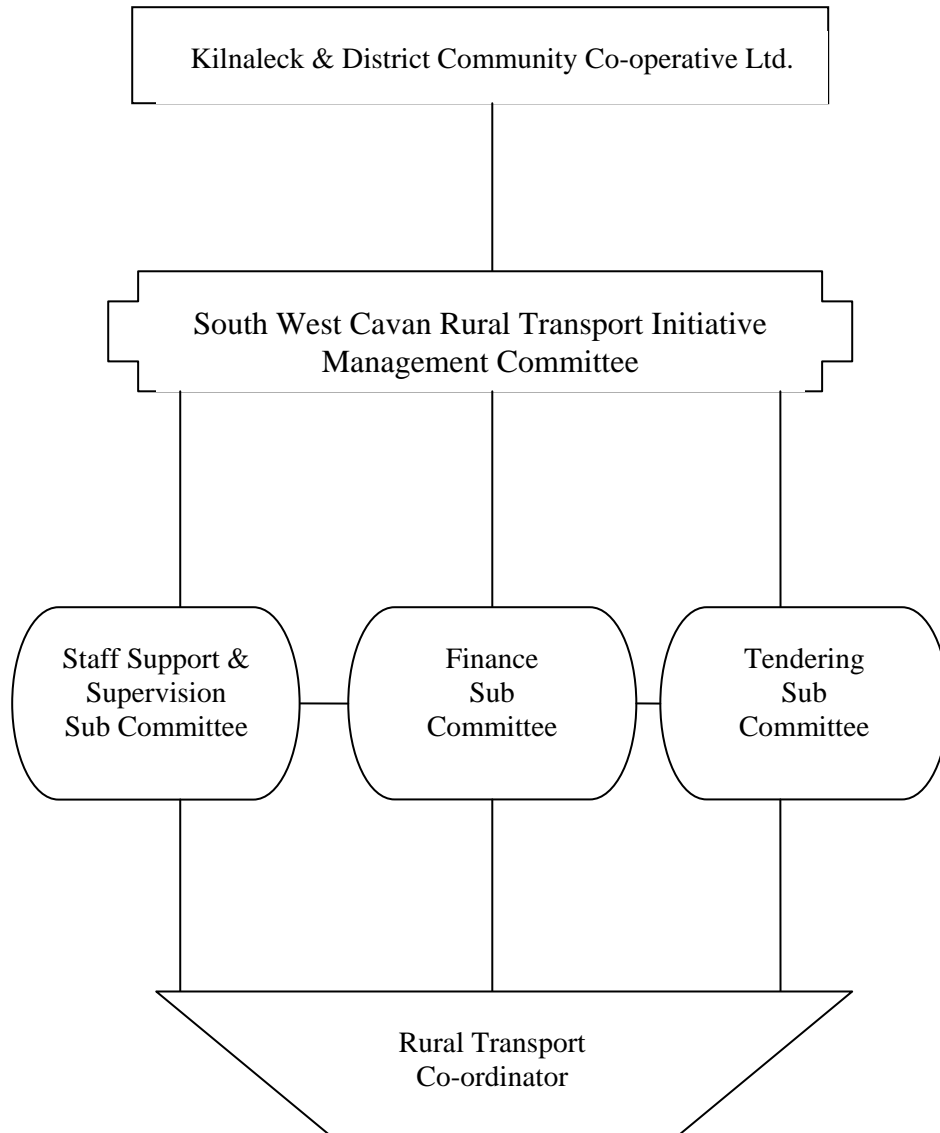 Kilnaleck & District Community Co-operative Ltd.
South West Cavan Rural Transport Initiative
Management Committee
Staff Support &
Supervision
Sub Committee
Finance
Sub
Committee
Tendering
Sub
Committee
Rural Transport
Co-ordinator